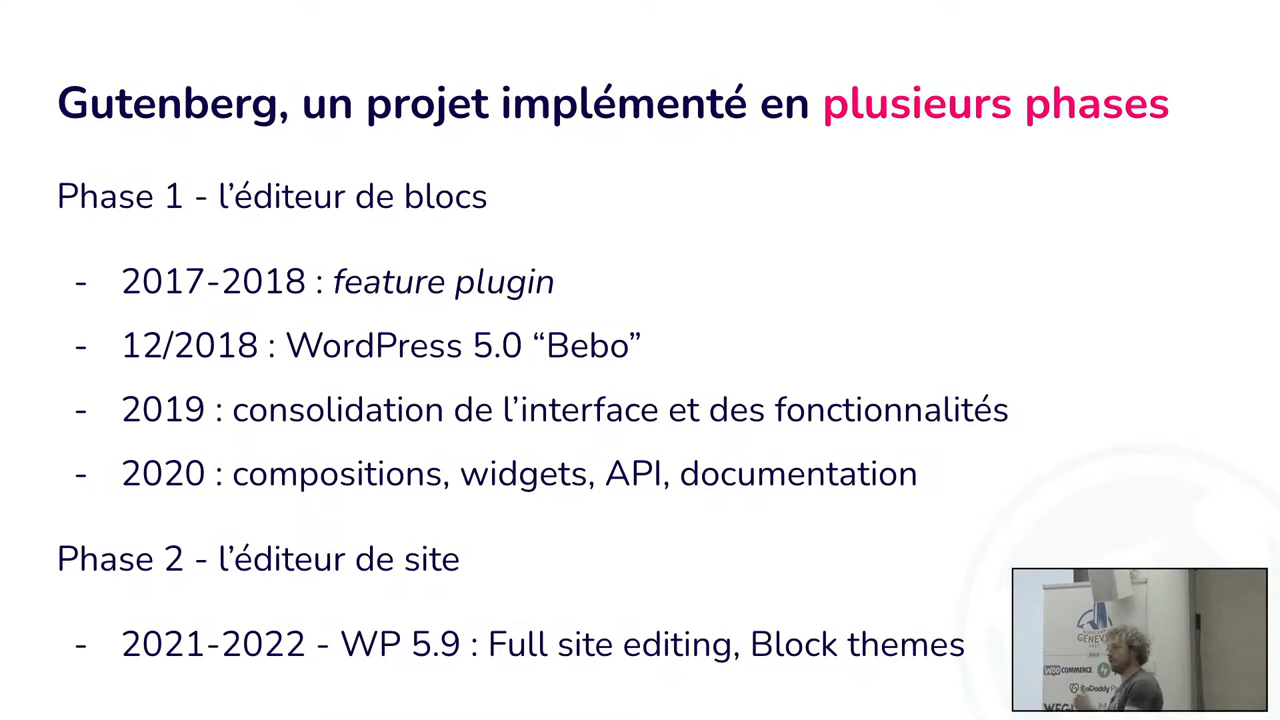 Gutenberg, un projet implémenté en plusieurs phases
Phase 1 - l’éditeur de blocs
- 2017-2018 : feature plugin
- 12/2018 : WordPress 5.0 “Bebo”
- 2019 : consolidation de l’interface et des fonctionnalités
- 2020 : compositions, widgets, API, documentation
Phase 2 - l’éditeur de site
- 2021-2022 - WP 5.9 : Full site editing, Block themes
WOO COMMERCE